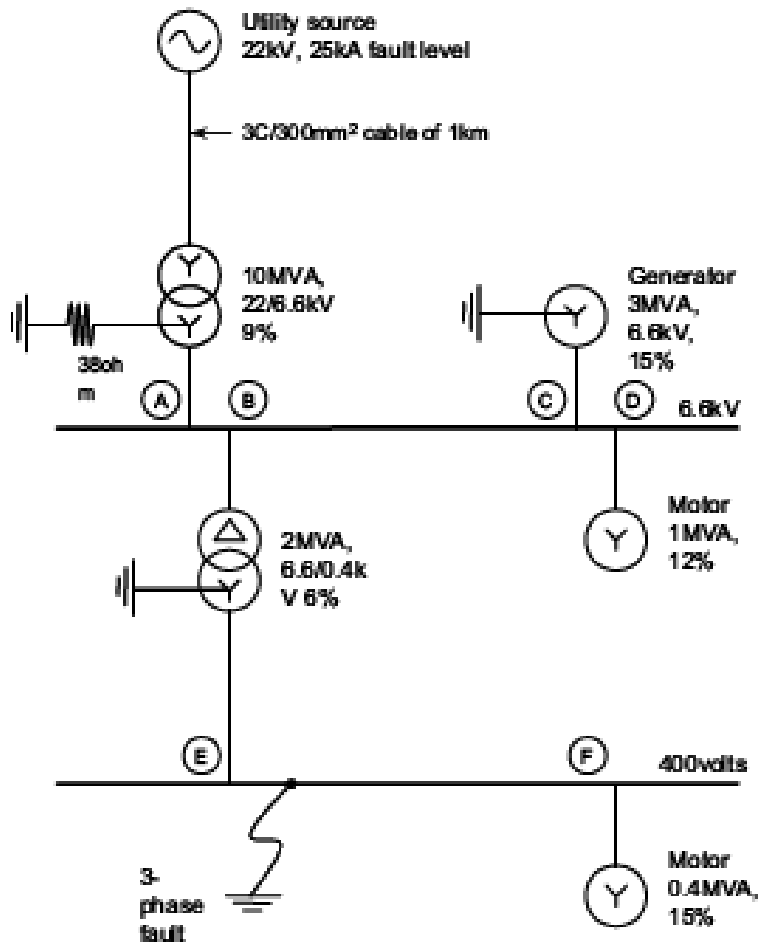 Utility source
22kV, 25kA fault level
3C/300mm² cable of 1km
10MVA,
22/6.6kV
9%
Generator
3MVA,
6.6kV,
15%
38oh
m
A
B
C
D
6.6kV
Motor
1MVA,
12%
2MVA,
6.6/0.4k
V 6%
E
F
400volts
3-
phase
fault
Motor
0.4MVA,
15%
Y
Y
Y
Y
Y
Y